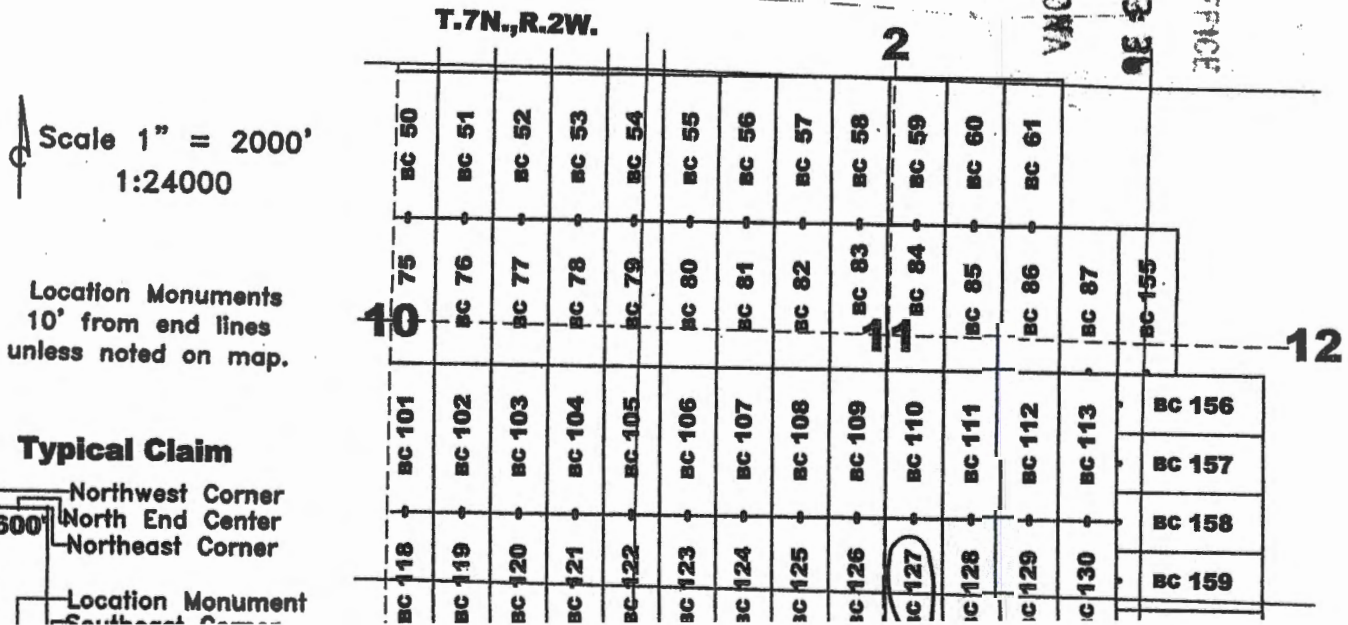 T.7N.,R.2W.
2
OFFICE
Scale 1" = 2000'
1:24000
BC 50
BC 51
BC 52
BC 53
BC 54
BC 55
BC 56
BC 57
BC 58
BC 59
BC 60
BC 61
BC 75
BC 76
BC 77
BC 78
BC 79
BC 80
BC 81
BC 82
BC 83
BC 84
BC 85
BC 86
BC 87
BC 155
Location Monuments
10' from end lines
unless noted on map.
10
11
12
BC 101
BC 102
BC 103
BC 104
BC 105
BC 106
BC 107
BC 108
BC 109
BC 110
BC 111
BC 112
BC 113
BC 156
BC 157
BC 158
BC 159
Typical Claim
Northwest Corner
600'
North End Center
Northeast Corner
Location Monument
Southeast Corner
BC 118
BC 119
BC 120
BC 121
BC 122
BC 123
BC 124
BC 125
BC 126
BC 127
BC 128
BC 129
BC 130